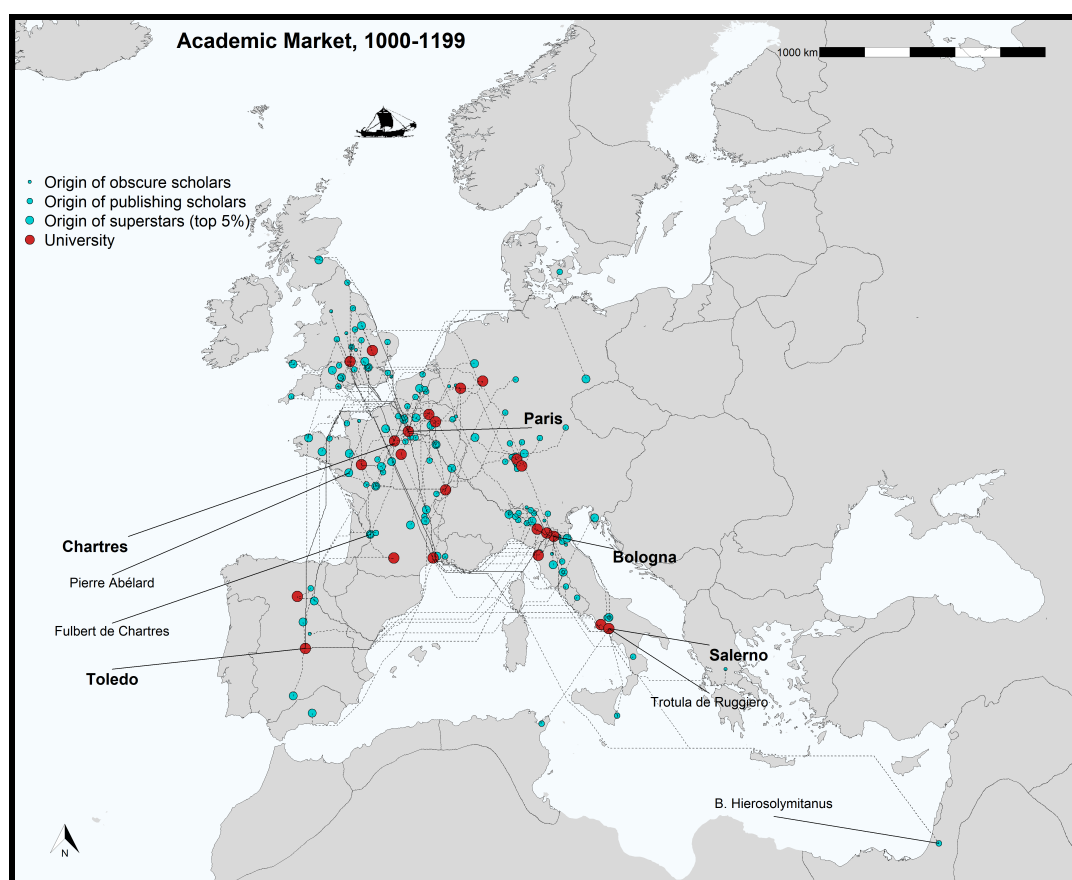 Academic Market, 1000-1199
1000 km
Origin of obscure scholars
Origin of publishing scholars
Origin of superstars (top 5%)
University
Paris
Chartres
Bologna
Pierre Abélard
Fulbert de Chartres
Salerno
Toledo
Trotula de Ruggiero
B. Hierosolymitanus
N